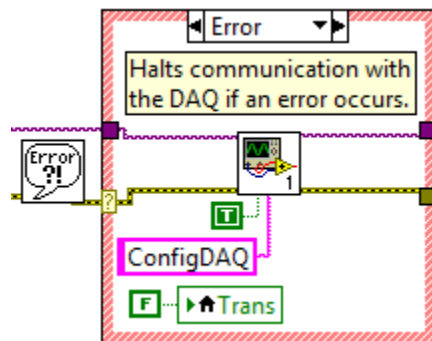 Error
Halts communication with
the DAQ if an error occurs.
Error
?!
1
?
T
ConfigDAQ
F
Trans